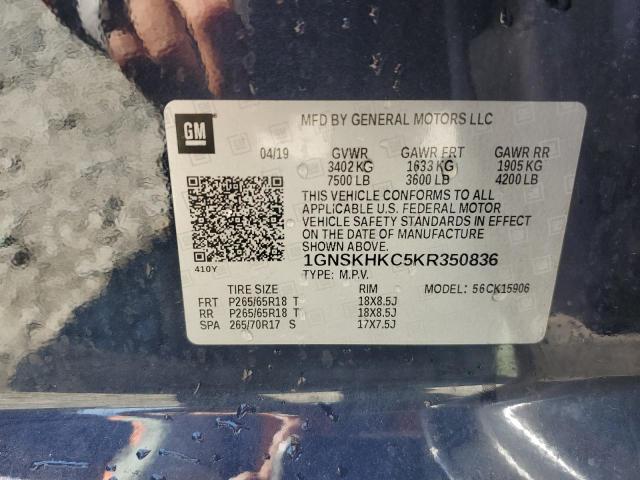 GM
MFD BY GENERAL MOTORS LLC
04/19 GVWR GAWR FRT GAWR RR
3402 KG 1633 KG 1905 KG
7500 LB 3600 LB 4200 LB
THIS VEHICLE CONFORMS TO ALL
APPLICABLE U.S. FEDERAL MOTOR
VEHICLE SAFETY STANDARDS IN EFFECT
ON THE DATE OF MANUFACTURE
SHOWN ABOVE.
1GNSKHKC5KR350836
410Y
TYPE: M.P.V.
TIRE SIZE RIM MODEL: 56CK15906
FRT P265/65R18 T 18X8.5J
RR P265/65R18 T 18X8.5J
SPA 265/70R17 S 17X7.5J